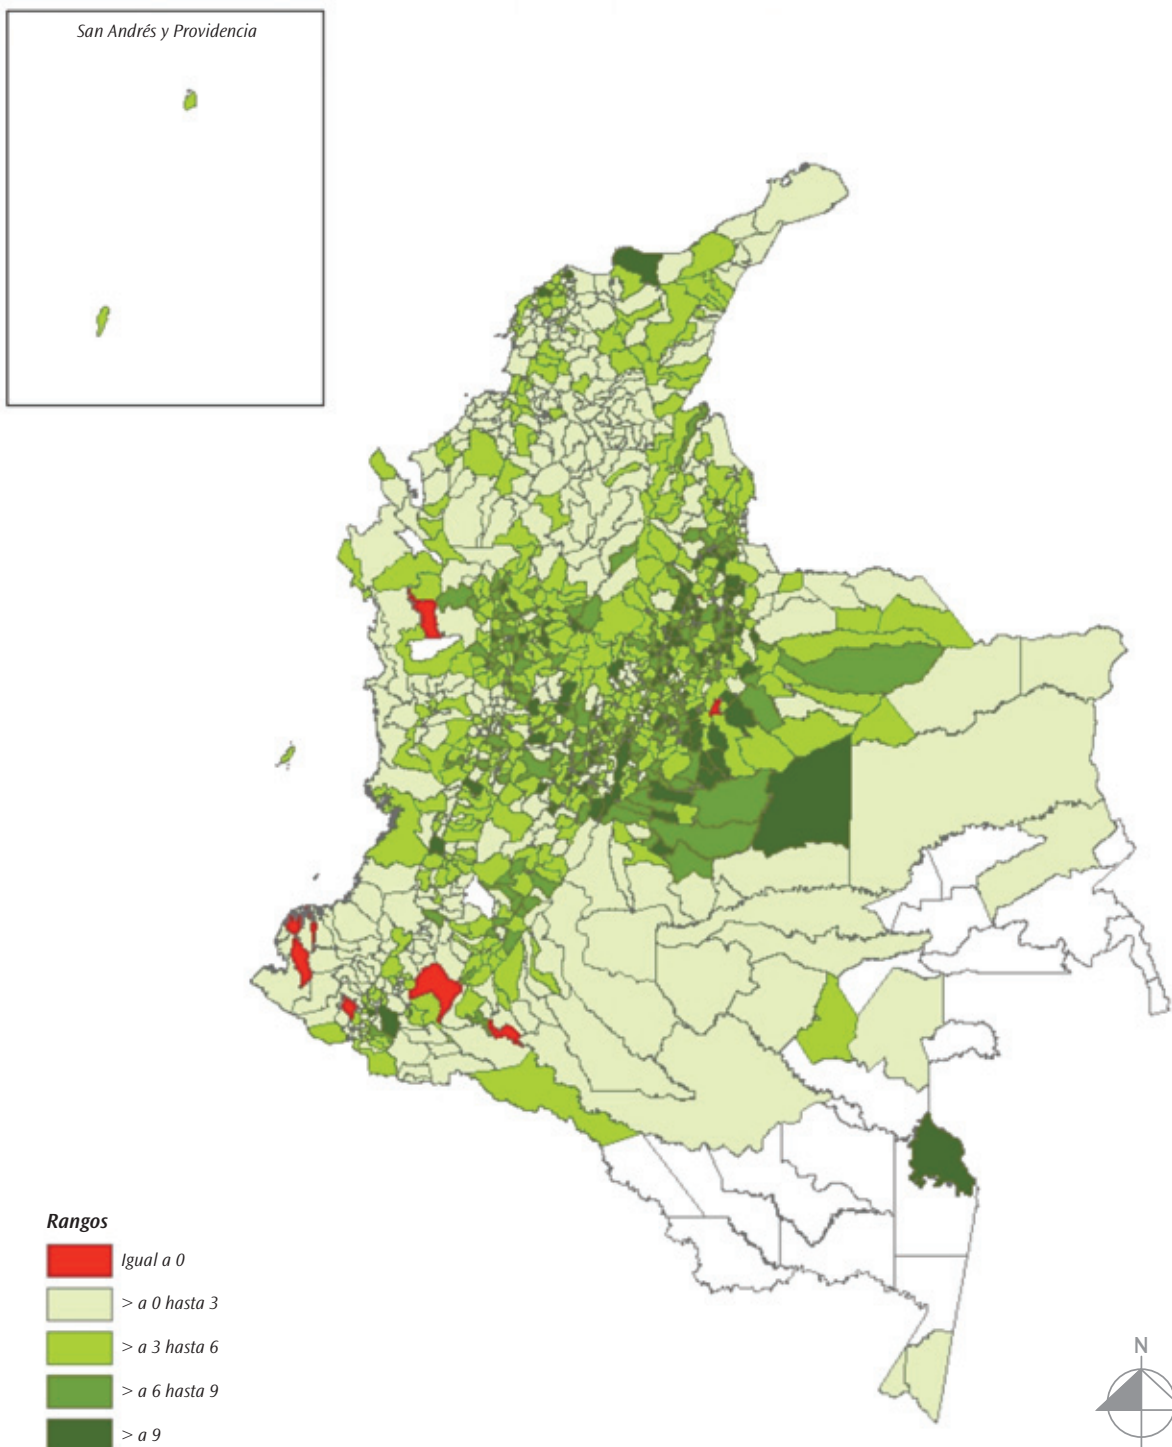 San Andrés y Providencia
Rangos
Igual a 0
> a 0 hasta 3
> a 3 hasta 6
> a 6 hasta 9
> a 9
N